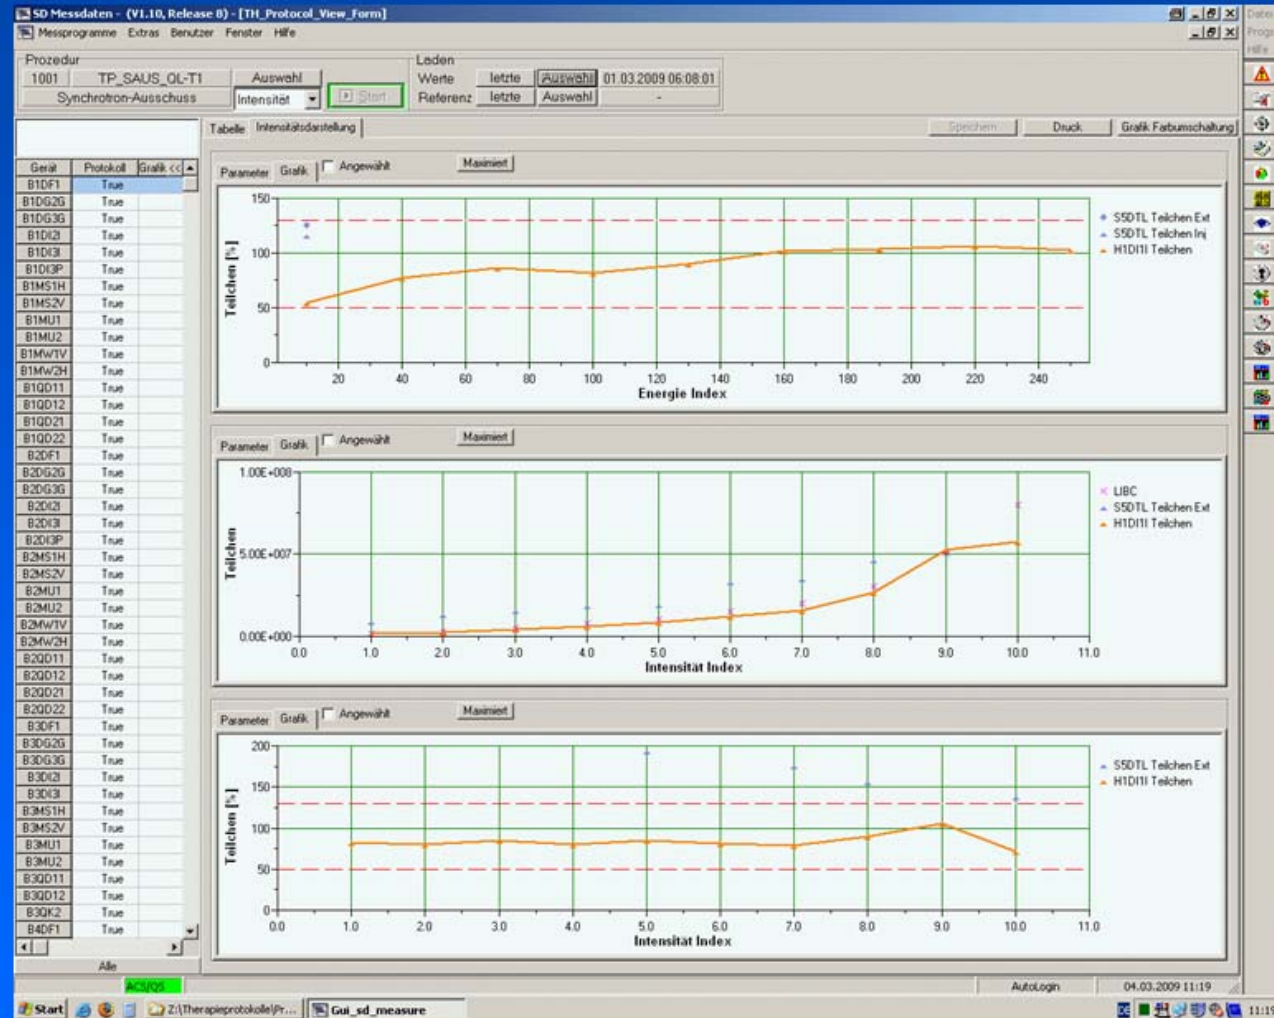 SD Messdaten - (V1.10, Release 8) - [TH_Protocol_View_Form]
Messprogramme Extras Benutzer Fenster Hilfe
Prozedur
1001 TP_SAUS_QL-T1 Auswahl
Synchrotron-Ausschuss Intensität Start
Laden
Werte letzte Auswahl 01.03.2009 06:08:01
Referenz letzte Auswahl -
Tabelle Intensitätsdarstellung Speichern Druck Grafik Farbumschaltung
Gerät Protokoll Grafik <<
B1DF1 True
B1DG2G True
B1DG3G True
B1DI2I True
B1DI3I True
B1DI3P True
B1MS1H True
B1MS2V True
B1MU1 True
B1MU2 True
B1MW1V True
B1MW2H True
B1QD11 True
B1QD12 True
B1QD21 True
B1QD22 True
B2DF1 True
B2DG2G True
B2DG3G True
B2DI2I True
B2DI3I True
B2DI3P True
B2MS1H True
B2MS2V True
B2MU1 True
B2MU2 True
B2MW1V True
B2MW2H True
B2QD11 True
B2QD12 True
B2QD21 True
B2QD22 True
B3DF1 True
B3DG2G True
B3DG3G True
B3DI2I True
B3DI3I True
B3MS1H True
B3MS2V True
B3MU1 True
B3MU2 True
B3QD11 True
B3QD12 True
B3QK2 True
B4DF1 True
Alle
Parameter Grafik Angewählt Maximiert
150
100
50
0
Teilchen [%]
20 40 60 80 100 120 140 160 180 200 220 240
Energie Index
S5DTL Teilchen Ext
S5DTL Teilchen Inj
H1DI1I Teilchen
Parameter Grafik Angewählt Maximiert
1.00E+008
5.00E+007
0.00E+000
Teilchen
0.0 1.0 2.0 3.0 4.0 5.0 6.0 7.0 8.0 9.0 10.0 11.0
Intensität Index
LIBC
S5DTL Teilchen Ext
H1DI1I Teilchen
Parameter Grafik Angewählt Maximiert
200
150
100
50
0
Teilchen [%]
0.0 1.0 2.0 3.0 4.0 5.0 6.0 7.0 8.0 9.0 10.0 11.0
Intensität Index
S5DTL Teilchen Ext
H1DI1I Teilchen
ACS/QS AutoLogin 04.03.2009 11:19
Start Z:\Therapieprotokolle\Pr... Gui_sd_measure DE 11:19
Datei
Progr
Hilfe